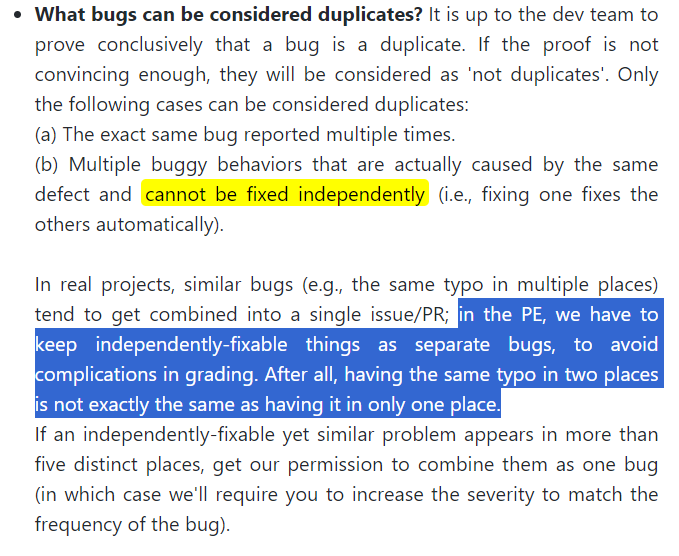 • What bugs can be considered duplicates? It is up to the dev team to
prove conclusively that a bug is a duplicate. If the proof is not
convincing enough, they will be considered as 'not duplicates'. Only
the following cases can be considered duplicates:
(a) The exact same bug reported multiple times.
(b) Multiple buggy behaviors that are actually caused by the same
defect and cannot be fixed independently (i.e., fixing one fixes the
others automatically).
In real projects, similar bugs (e.g., the same typo in multiple places)
tend to get combined into a single issue/PR; in the PE, we have to
keep independently-fixable things as separate bugs, to avoid
complications in grading. After all, having the same typo in two places
is not exactly the same as having it in only one place.
If an independently-fixable yet similar problem appears in more than
five distinct places, get our permission to combine them as one bug
(in which case we'll require you to increase the severity to match the
frequency of the bug).